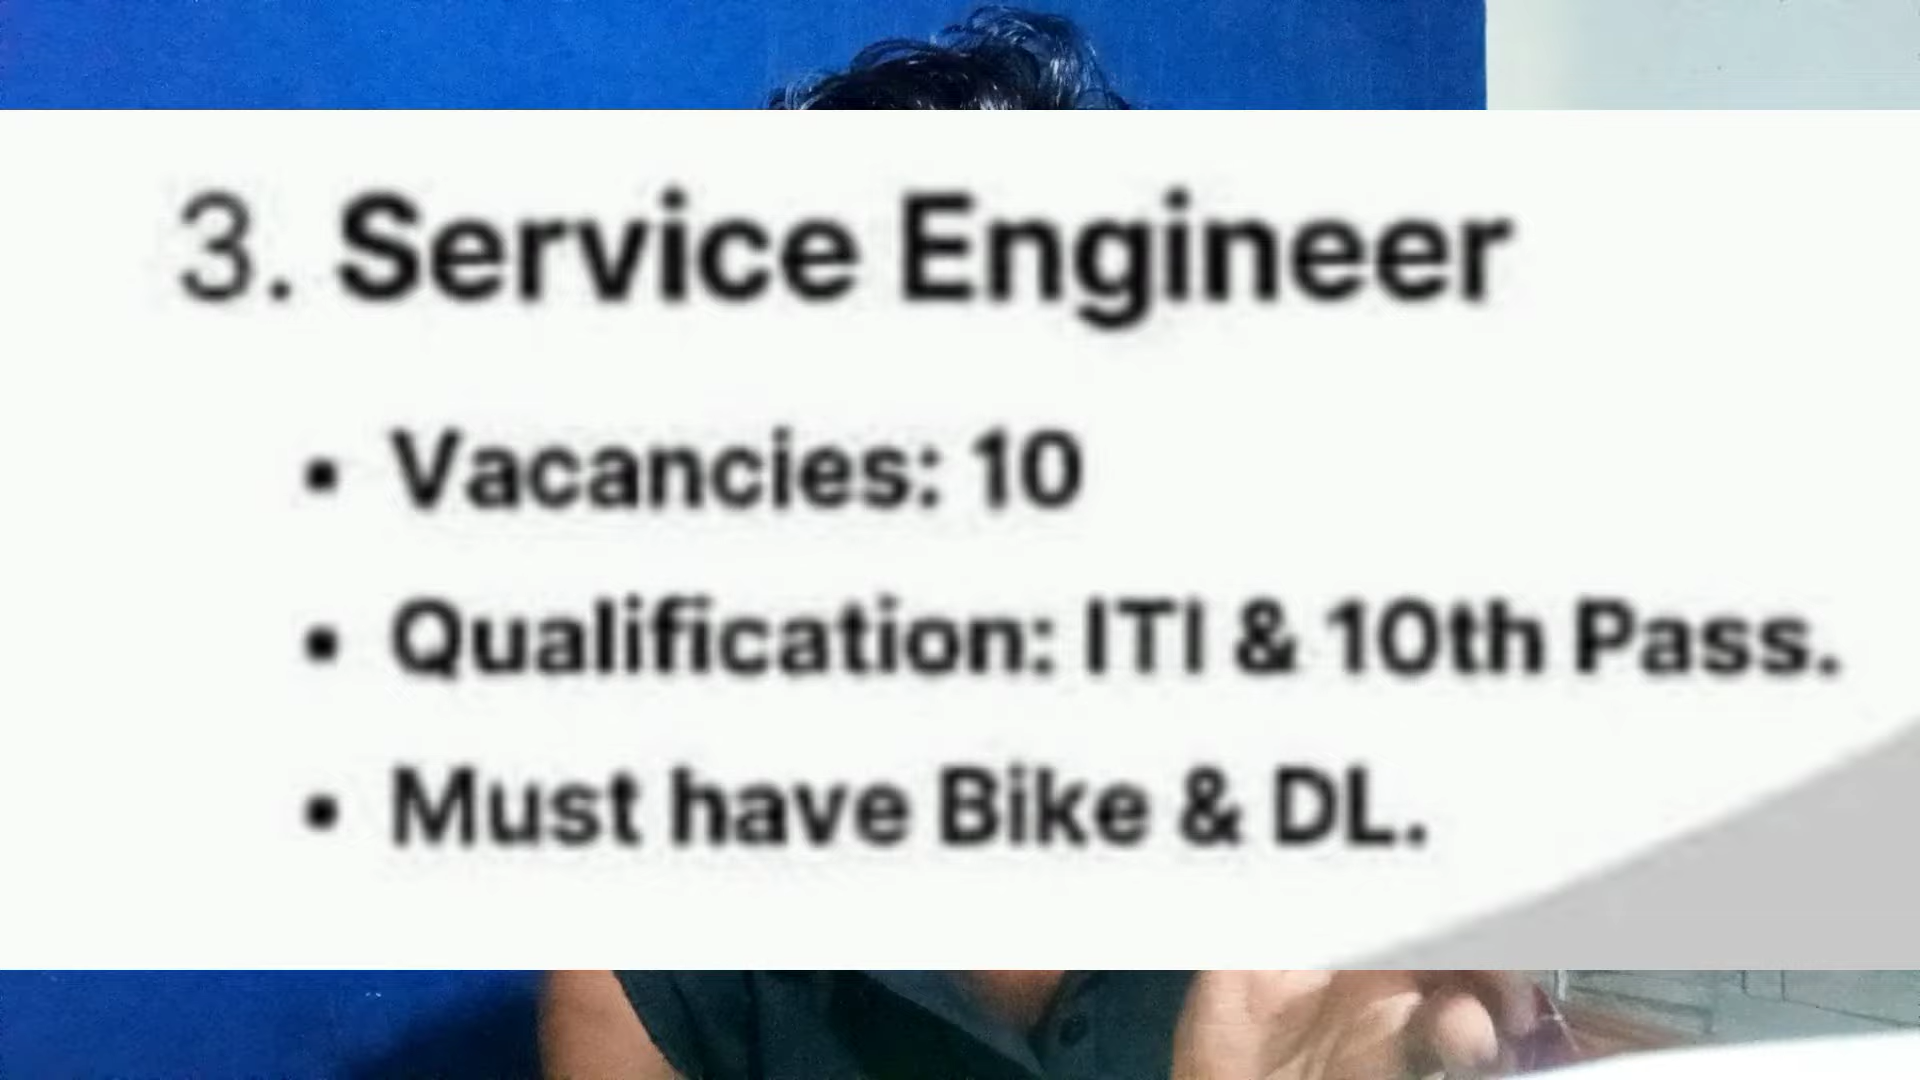 3. Service Engineer
• Vacancies: 10
• Qualification: ITI & 10th Pass.
• Must have Bike & DL.